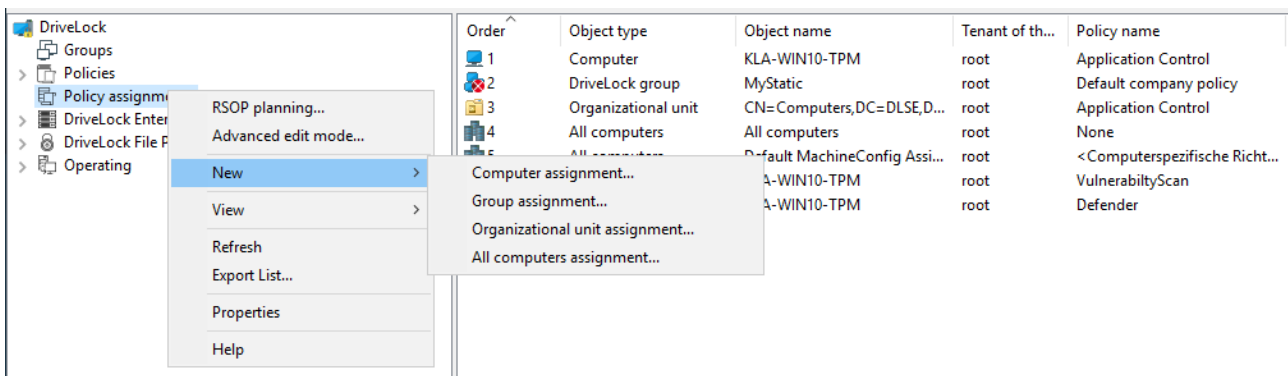 DriveLock
Groups
Policies
Policy assignm
DriveLock Enter
DriveLock File P
Operating
RSOP planning...
Advanced edit mode...
New
View
Refresh
Export List...
Properties
Help
Computer assignment...
Group assignment...
Organizational unit assignment...
All computers assignment...
Order Object type Object name Tenant of th... Policy name
1 Computer KLA-WIN10-TPM root Application Control
2 DriveLock group MyStatic root Default company policy
3 Organizational unit CN=Computers,DC=DLSE,D... root Application Control
4 All computers All computers root None
5 All computers Default MachineConfig Assi... root <Computerspezifische Richt...
A-WIN10-TPM root VulnerabiltyScan
A-WIN10-TPM root Defender